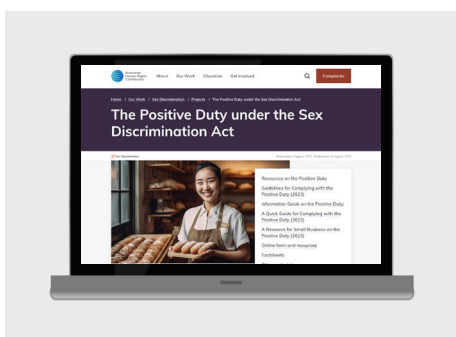 Australian
Human Rights
Commission
About Our Work Education Get involved
Complaints
Home / Our Work / Sex Discrimination / Projects / The Positive Duty under the Sex Discrimination Act
The Positive Duty under the Sex
Discrimination Act
Sex Discrimination
Resources on the Positive Duty
Guidelines for Complying with the
Positive Duty (2023)
Information Guide on the Positive Duty
A Quick Guide for Complying with the
Positive Duty (2023)
A Resource for Small Business on the
Positive Duty (2023)
Online form and resources
Factsheets